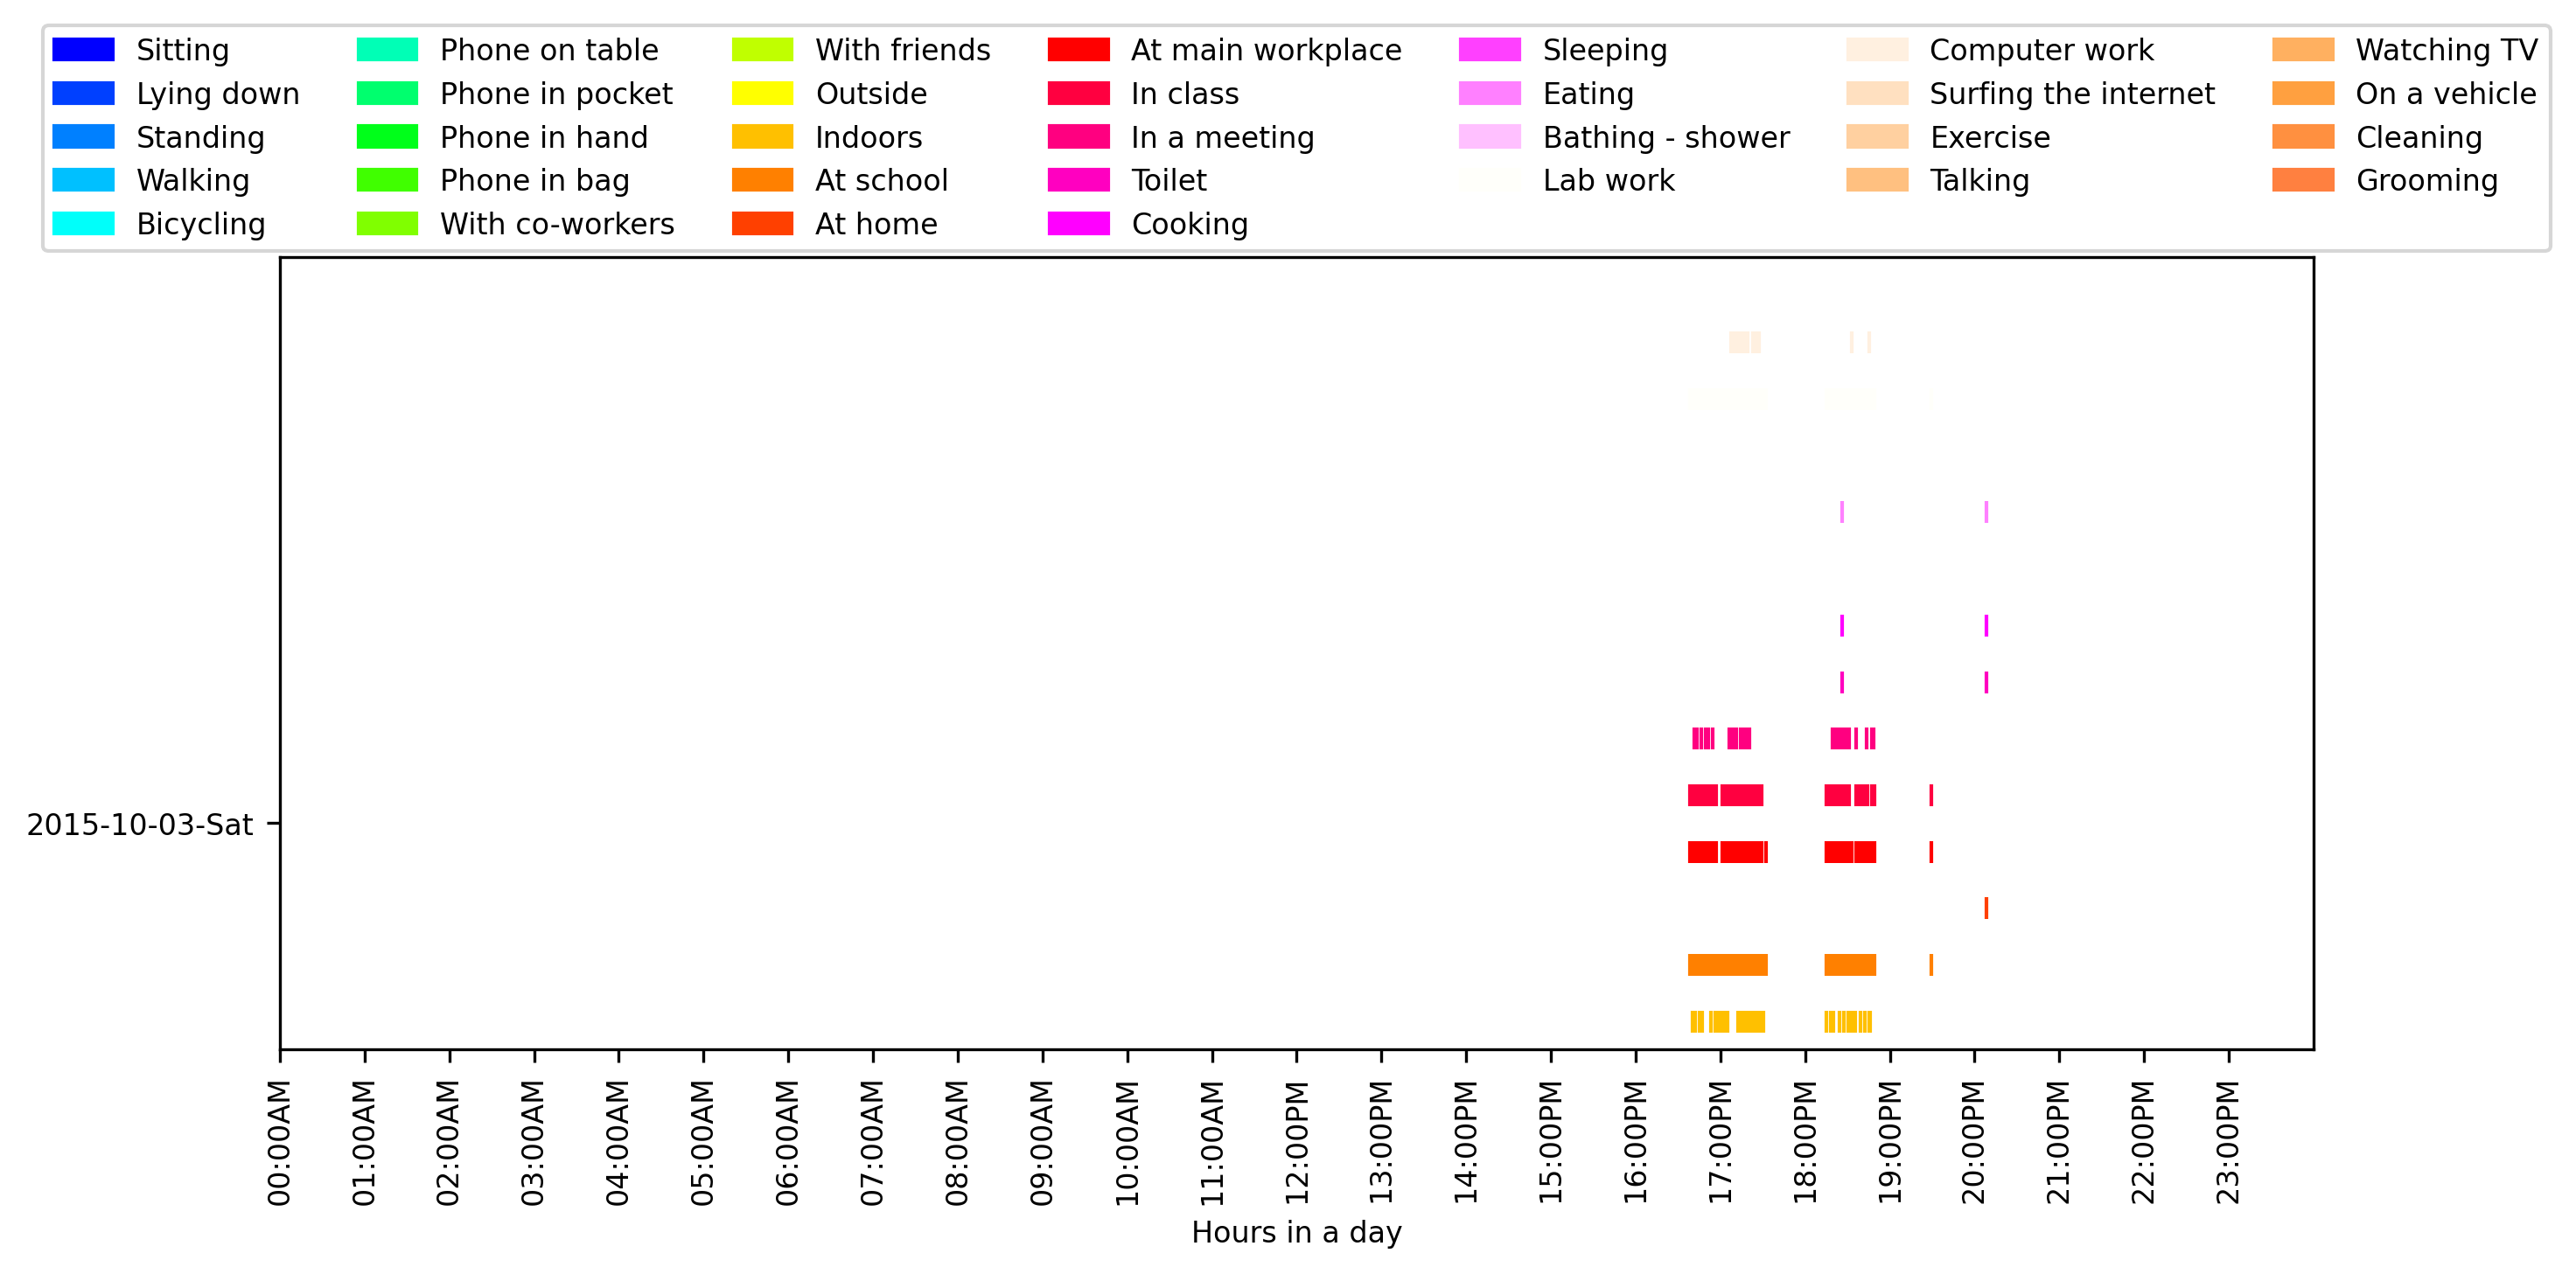 Sitting
Lying down
Standing
Walking
Bicycling
Phone on table
Phone in pocket
Phone in hand
Phone in bag
With co-workers
With friends
Outside
Indoors
At school
At home
At main workplace
In class
In a meeting
Toilet
Cooking
Sleeping
Eating
Bathing - shower
Lab work
Computer work
Surfing the internet
Exercise
Talking
Watching TV
On a vehicle
Cleaning
Grooming
2015-10-03-Sat
00:00AM
01:00AM
02:00AM
03:00AM
04:00AM
05:00AM
06:00AM
07:00AM
08:00AM
09:00AM
10:00AM
11:00AM
12:00PM
13:00PM
14:00PM
15:00PM
16:00PM
17:00PM
18:00PM
19:00PM
20:00PM
21:00PM
22:00PM
23:00PM
Hours in a day